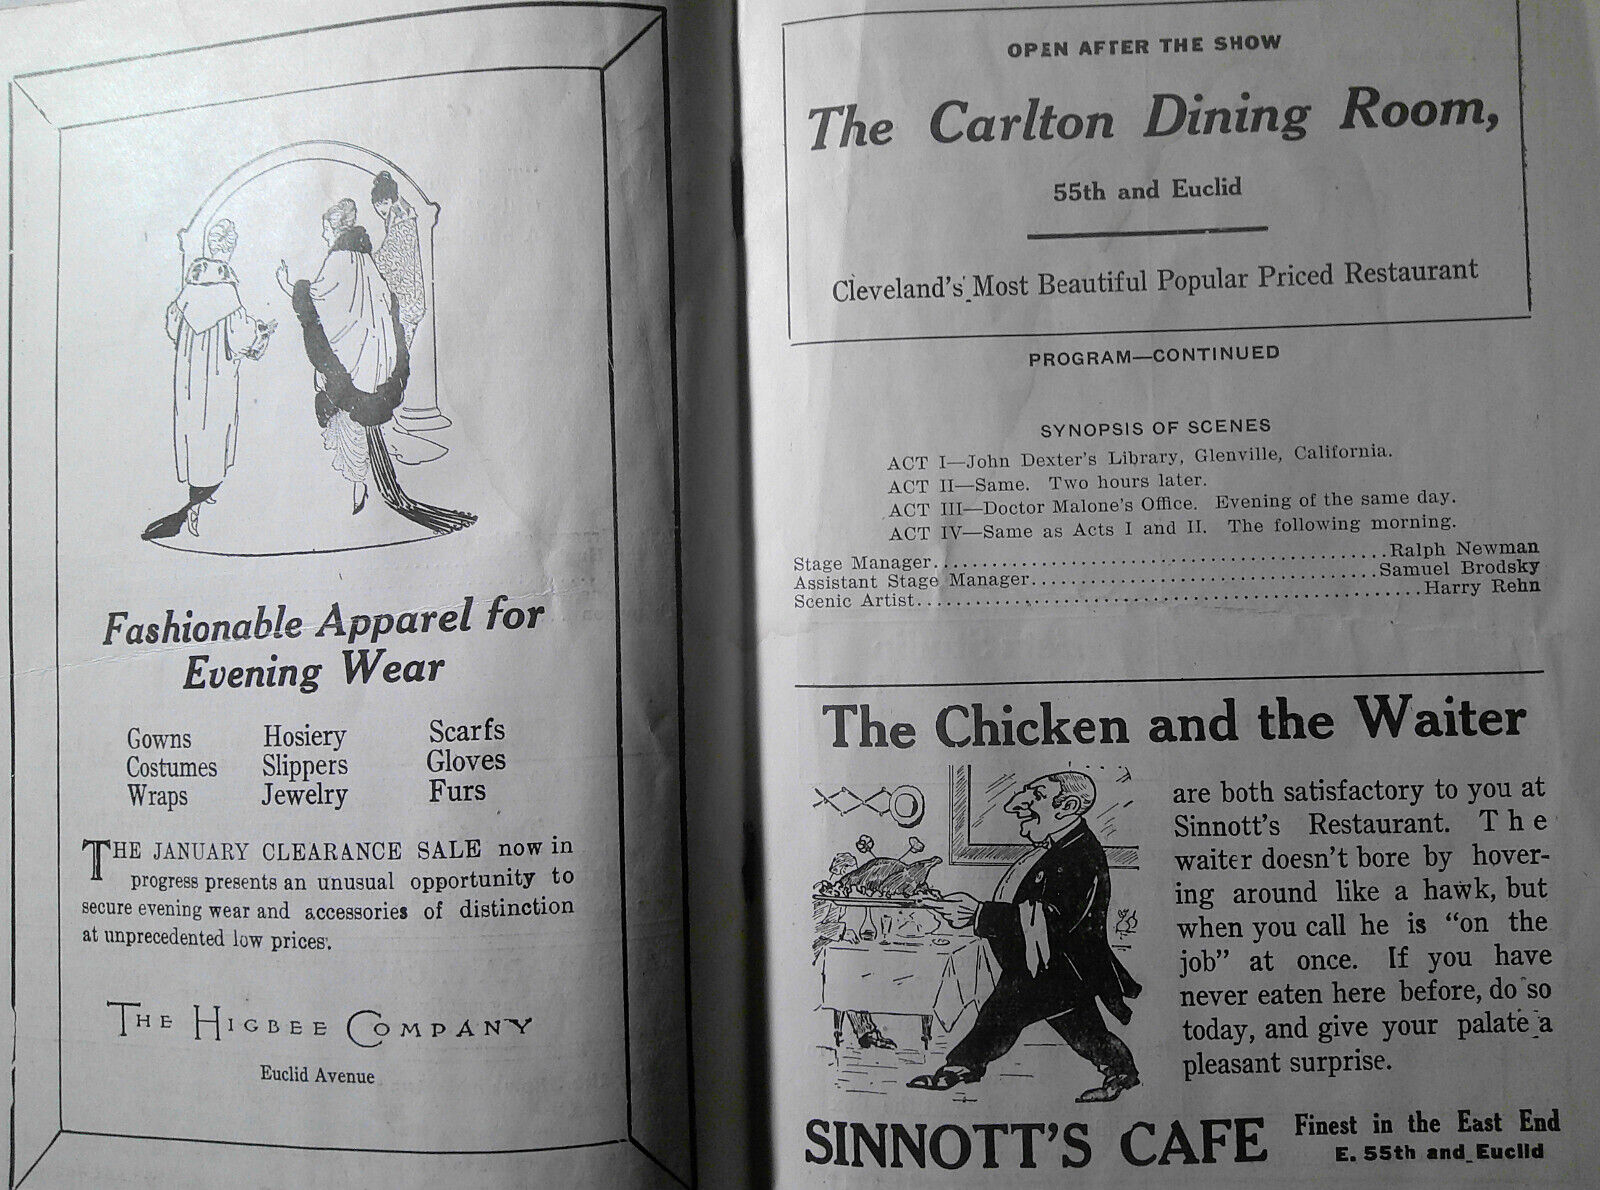 Fashionable Apparel for
Evening Wear
Gowns Hosiery Scarfs
Costumes Slippers Gloves
Wraps Jewelry Furs
THE JANUARY CLEARANCE SALE now in
progress presents an unusual opportunity to
secure evening wear and accessories of distinction
at unprecedented low prices.
THE HIGBEE COMPANY
Euclid Avenue
OPEN AFTER THE SHOW
The Carlton Dining Room,
55th and Euclid
Cleveland's Most Beautiful Popular Priced Restaurant
PROGRAM—CONTINUED
SYNOPSIS OF SCENES
ACT I—John Dexter's Library, Glenville, California.
ACT II—Same. Two hours later.
ACT III—Doctor Malone's Office. Evening of the same day.
ACT IV—Same as Acts I and II. The following morning.
Stage Manager........................................Ralph Newman
Assistant Stage Manager..............................Samuel Brodsky
Scenic Artist............................................Harry Rehn
The Chicken and the Waiter
are both satisfactory to you at
Sinnott's Restaurant. The
waiter doesn't bore by hover-
ing around like a hawk, but
when you call he is "on the
job" at once. If you have
never eaten here before, do so
today, and give your palate a
pleasant surprise.
SINNOTT'S CAFE Finest in the East End
E. 55th and Euclid